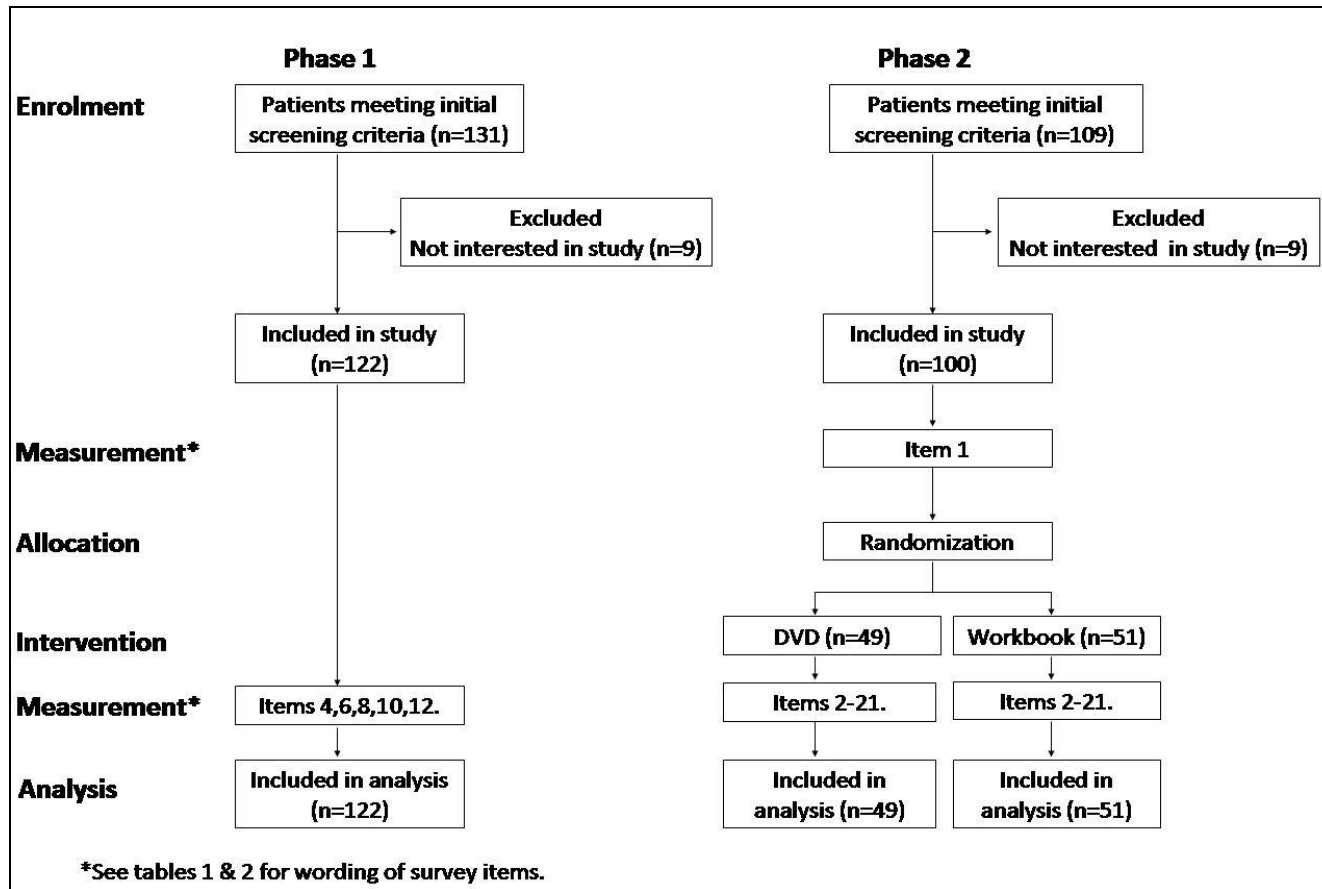 Phase 1
Phase 2
Enrolment
Patients meeting initial
screening criteria (n=131)
Patients meeting initial
screening criteria (n=109)
Excluded
Not interested in study (n=9)
Excluded
Not interested in study (n=9)
Included in study
(n=122)
Included in study
(n=100)
Measurement*
Item 1
Allocation
Randomization
Intervention
DVD (n=49)
Workbook (n=51)
Measurement*
Items 4,6,8,10,12.
Items 2-21.
Items 2-21.
Analysis
Included in analysis
(n=122)
Included in
analysis (n=49)
Included in
analysis (n=51)
*See tables 1 & 2 for wording of survey items.